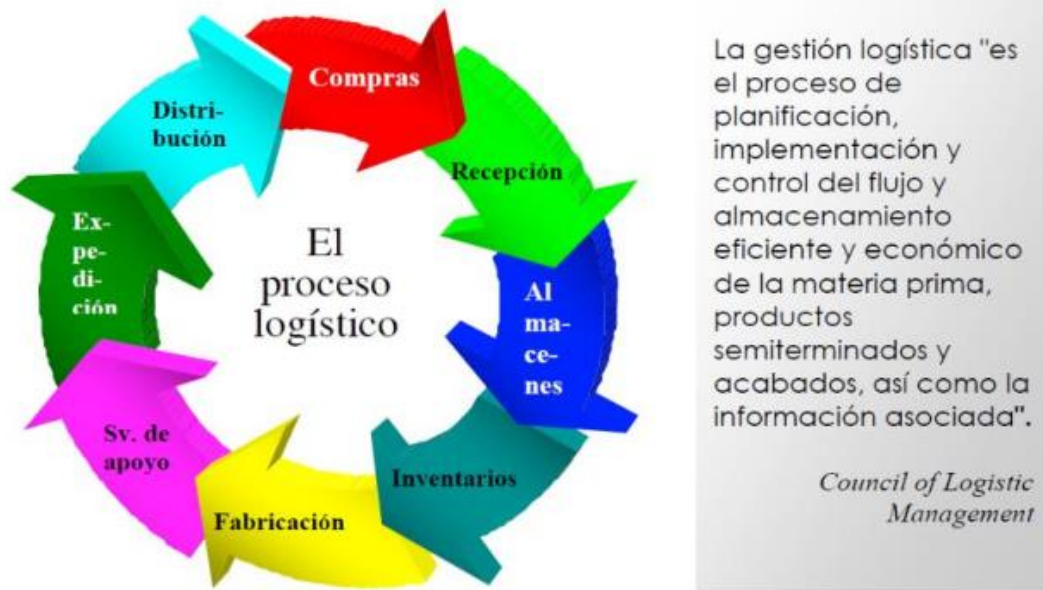 Compras
Recepción
Al
ma-
ce-
nes
Inventarios
Fabricación
Sv. de
apoyo
Ex-
pe-
di-
ción
Distri-
bución
El
proceso
logístico
La gestión logística "es
el proceso de
planificación,
implementación y
control del flujo y
almacenamiento
eficiente y económico
de la materia prima,
productos
semiterminados y
acabados, así como la
información asociada".
Council of Logistic
Management